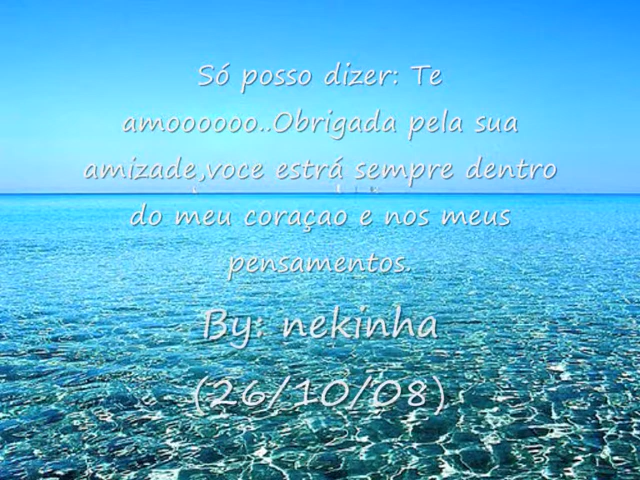 Só posso dizer: Te
amoooooo..Obrigada pela sua
amizade,voce estrá sempre dentro
do meu coraçao e nos meus
pensamentos.
By: nekinha
(26/10/08)